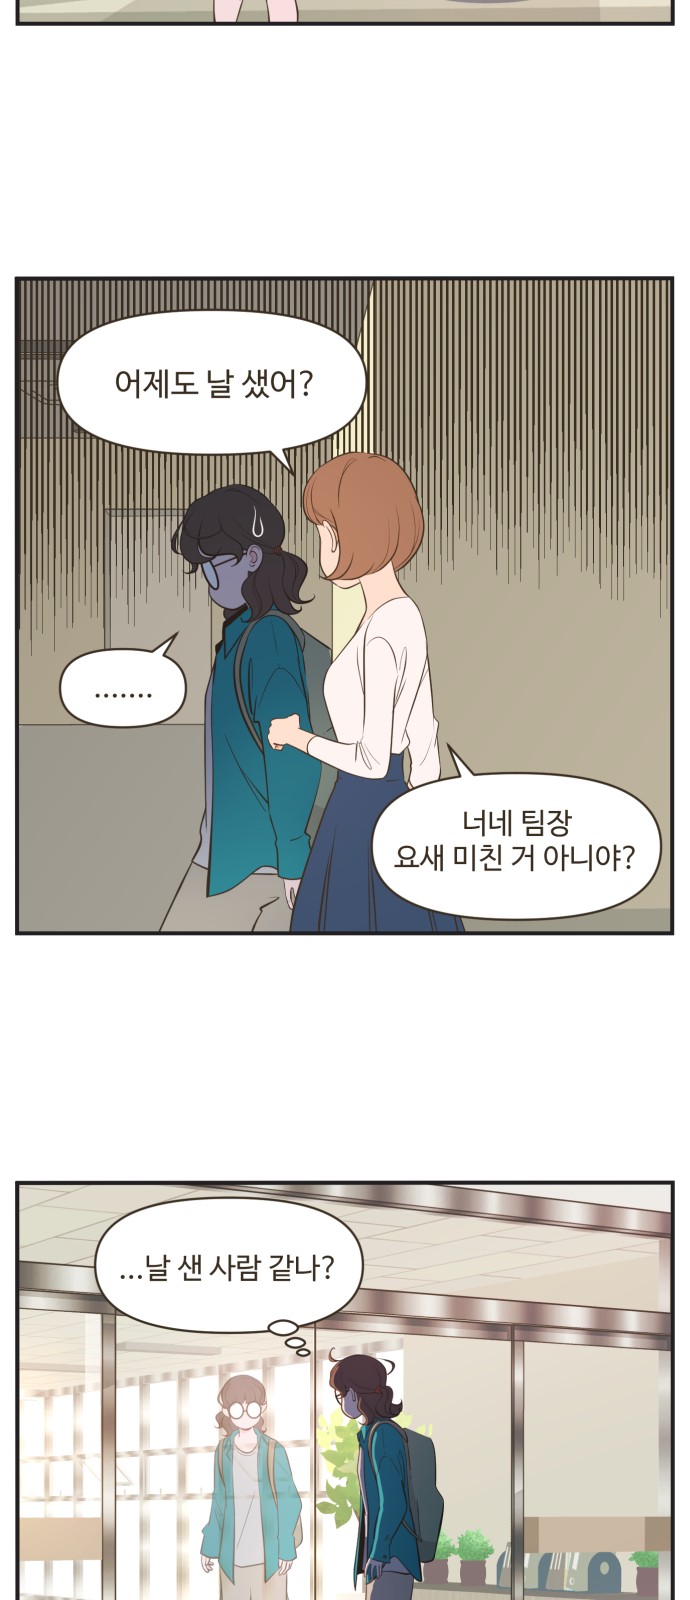 어제도 날 샜어?
.......
너네 팀장
요새 미친 거 아니야?
...날 샌 사람 같나?